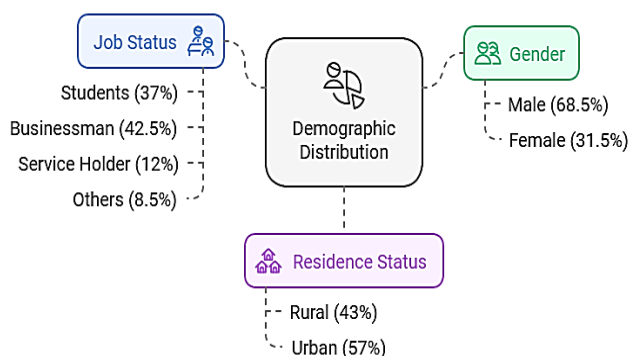 Job Status
Students (37%)
Businessman (42.5%)
Service Holder (12%)
Others (8.5%)
Demographic
Distribution
Gender
Male (68.5%)
Female (31.5%)
Residence Status
Rural (43%)
Urban (57%)